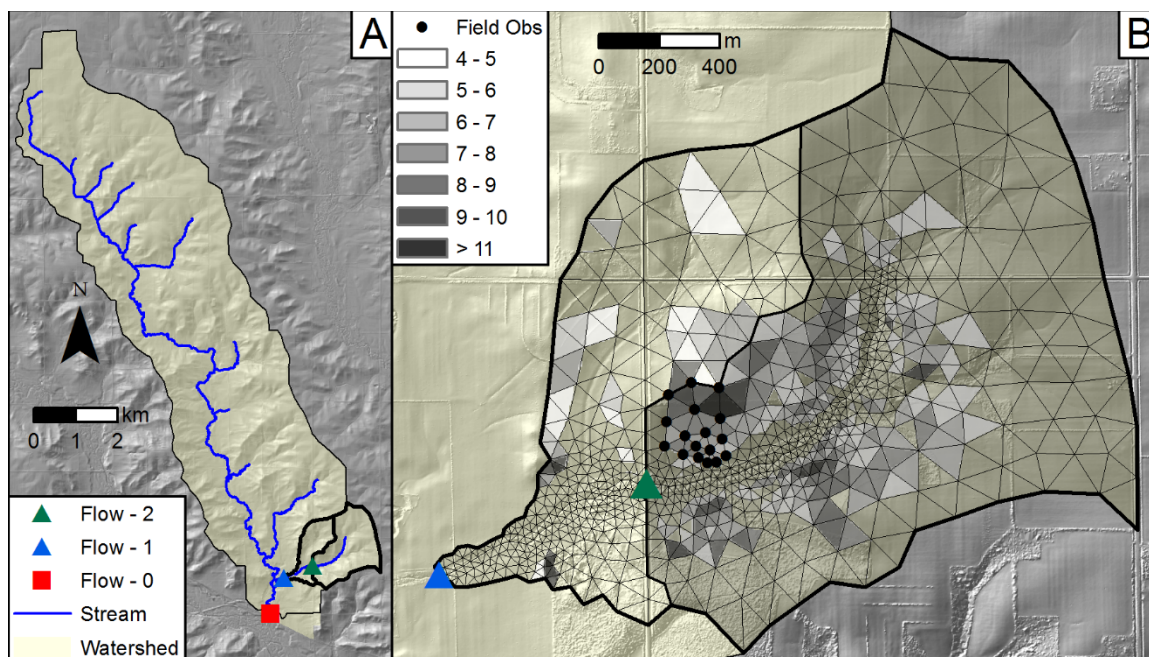 A
N
km
0 1 2
Flow - 2
Flow - 1
Flow - 0
Stream
Watershed
Field Obs
4 - 5
5 - 6
6 - 7
7 - 8
8 - 9
9 - 10
> 11
m
0 200 400
B